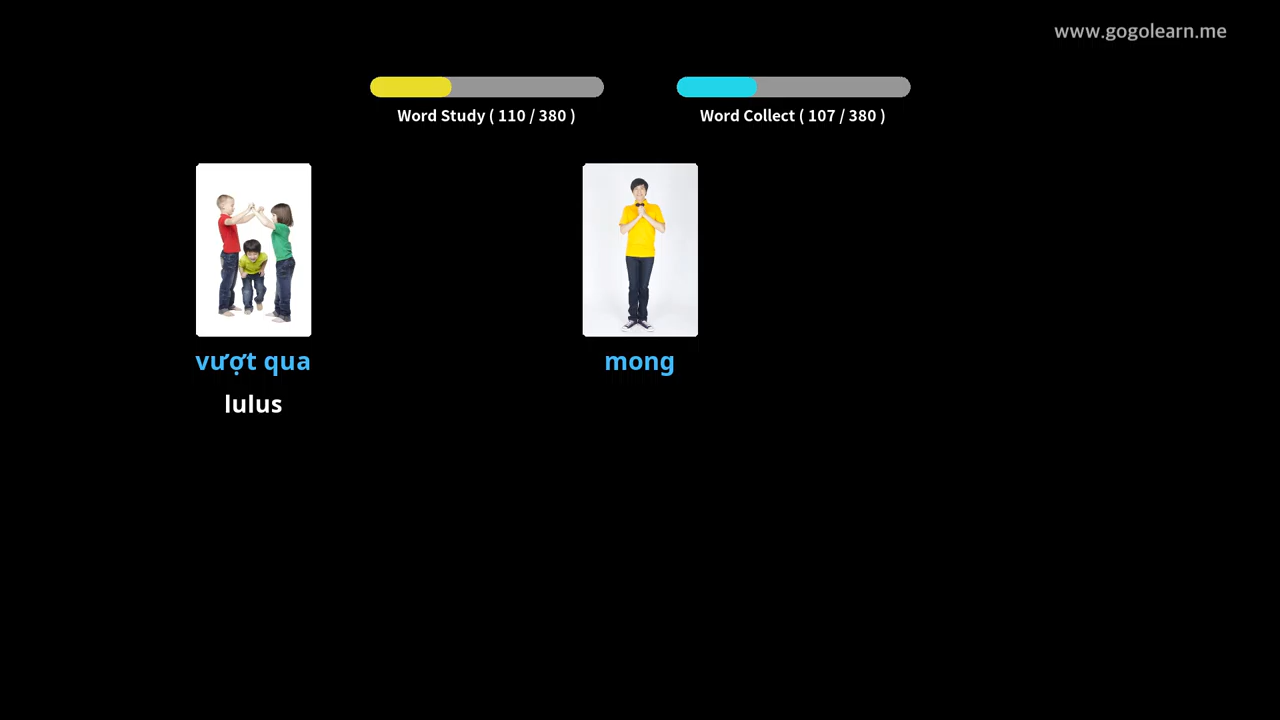 www.gogolearn.me
Word Study ( 110 / 380 )
Word Collect ( 107 / 380 )
vượt qua
mong
lulus